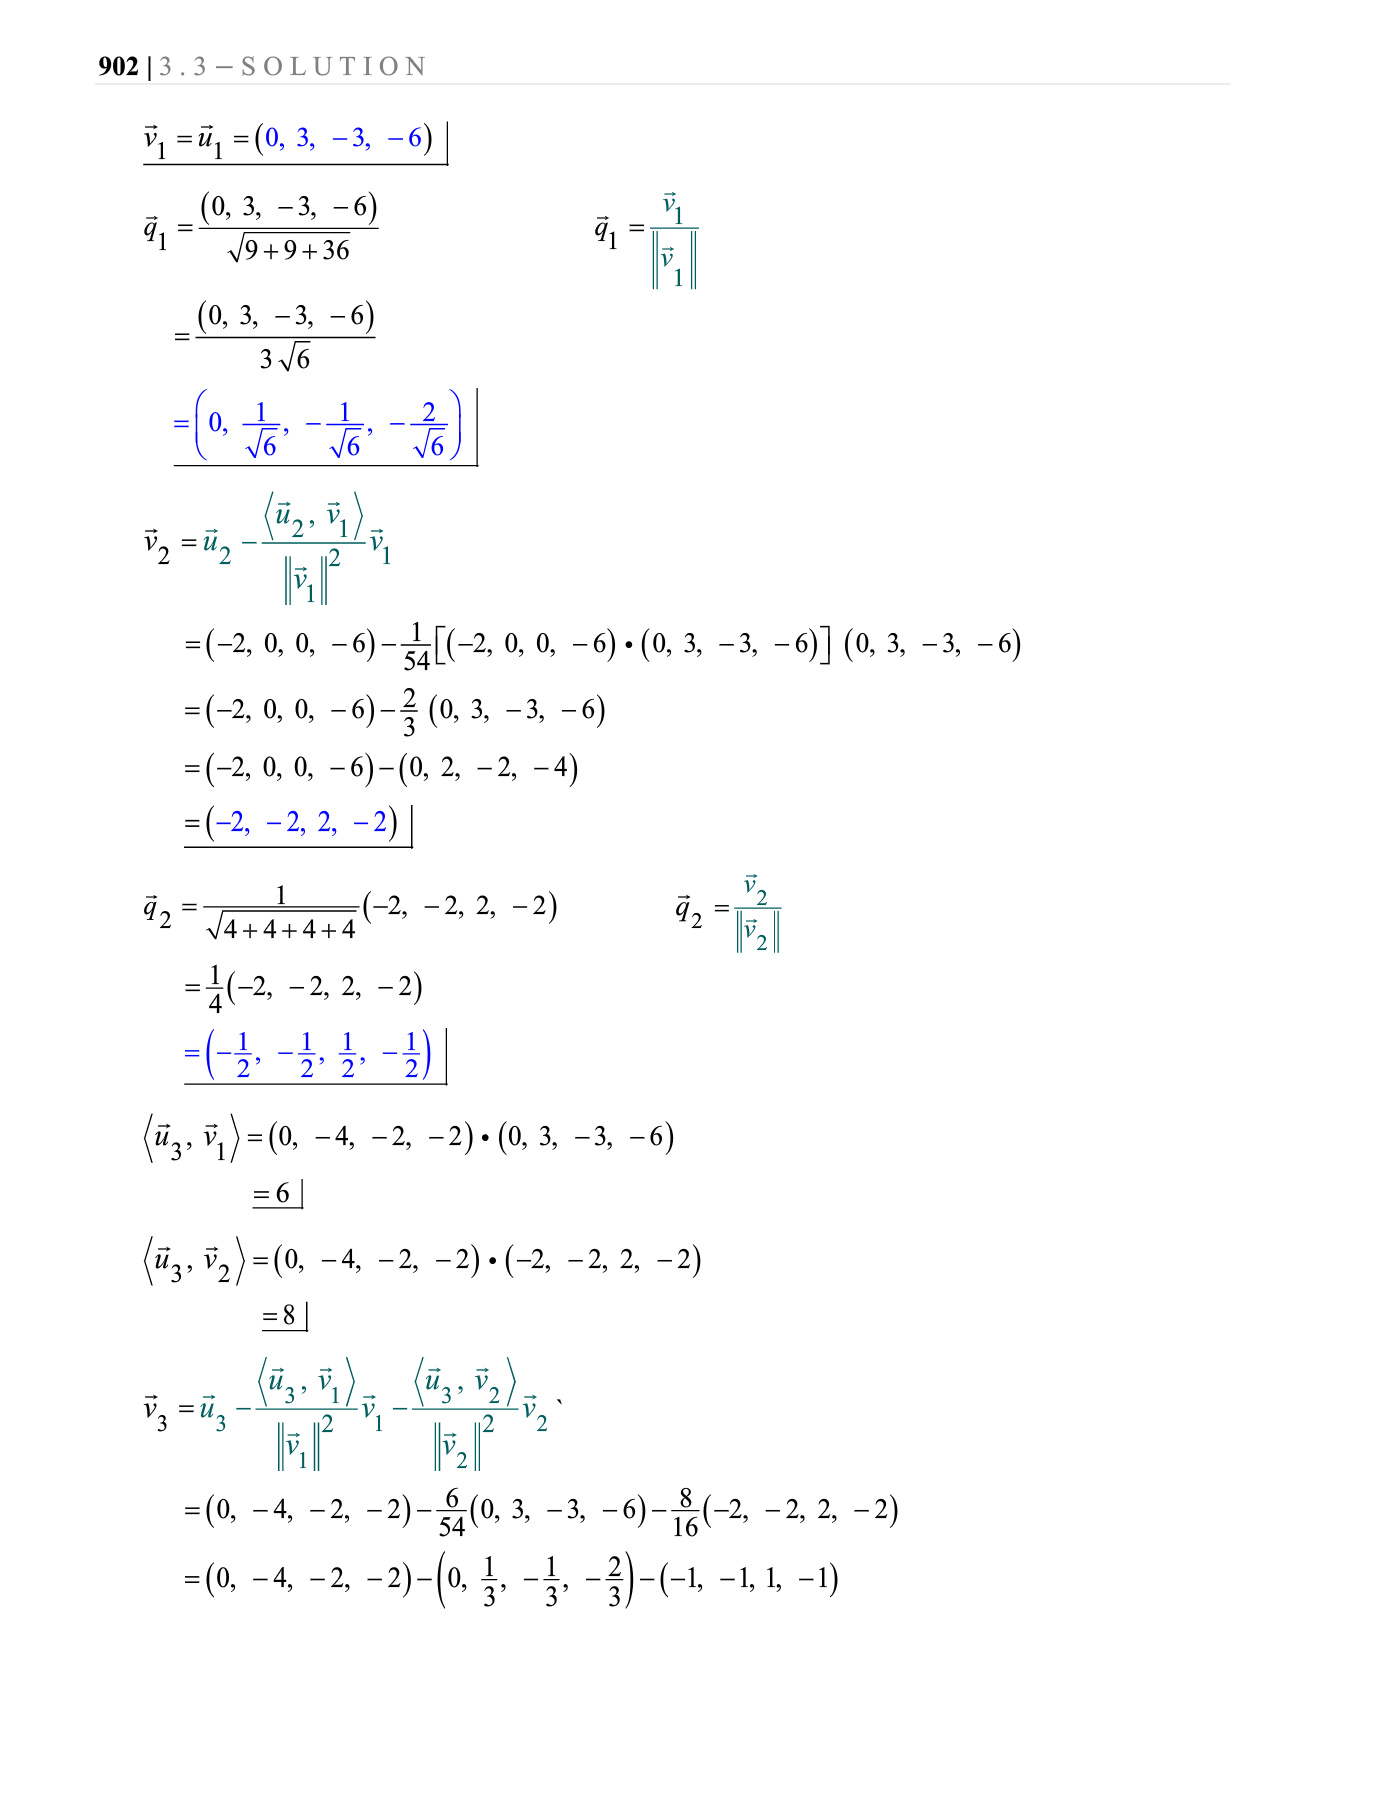 902 | 3.3 – SOLUTION
$\vec{v}_1 = \vec{u}_1 = (0, 3, -3, -6)$
$\vec{q}_1 = \frac{(0, 3, -3, -6)}{\sqrt{9+9+36}}$ $\vec{q}_1 = \frac{\vec{v}_1}{\|\vec{v}_1\|}$
$= \frac{(0, 3, -3, -6)}{3\sqrt{6}}$
$= \left(0, \frac{1}{\sqrt{6}}, -\frac{1}{\sqrt{6}}, -\frac{2}{\sqrt{6}}\right)$
$\vec{v}_2 = \vec{u}_2 - \frac{\langle \vec{u}_2, \vec{v}_1 \rangle}{\|\vec{v}_1\|^2} \vec{v}_1$
$= (-2, 0, 0, -6) - \frac{1}{54}[(-2, 0, 0, -6) \bullet (0, 3, -3, -6)] (0, 3, -3, -6)$
$= (-2, 0, 0, -6) - \frac{2}{3} (0, 3, -3, -6)$
$= (-2, 0, 0, -6) - (0, 2, -2, -4)$
$= (-2, -2, 2, -2)$
$\vec{q}_2 = \frac{1}{\sqrt{4+4+4+4}} (-2, -2, 2, -2)$ $\vec{q}_2 = \frac{\vec{v}_2}{\|\vec{v}_2\|}$
$= \frac{1}{4} (-2, -2, 2, -2)$
$= \left(-\frac{1}{2}, -\frac{1}{2}, \frac{1}{2}, -\frac{1}{2}\right)$
$\langle \vec{u}_3, \vec{v}_1 \rangle = (0, -4, -2, -2) \bullet (0, 3, -3, -6)$
$= 6$
$\langle \vec{u}_3, \vec{v}_2 \rangle = (0, -4, -2, -2) \bullet (-2, -2, 2, -2)$
$= 8$
$\vec{v}_3 = \vec{u}_3 - \frac{\langle \vec{u}_3, \vec{v}_1 \rangle}{\|\vec{v}_1\|^2} \vec{v}_1 - \frac{\langle \vec{u}_3, \vec{v}_2 \rangle}{\|\vec{v}_2\|^2} \vec{v}_2$ `
$= (0, -4, -2, -2) - \frac{6}{54} (0, 3, -3, -6) - \frac{8}{16} (-2, -2, 2, -2)$
$= (0, -4, -2, -2) - \left(0, \frac{1}{3}, -\frac{1}{3}, -\frac{2}{3}\right) - (-1, -1, 1, -1)$